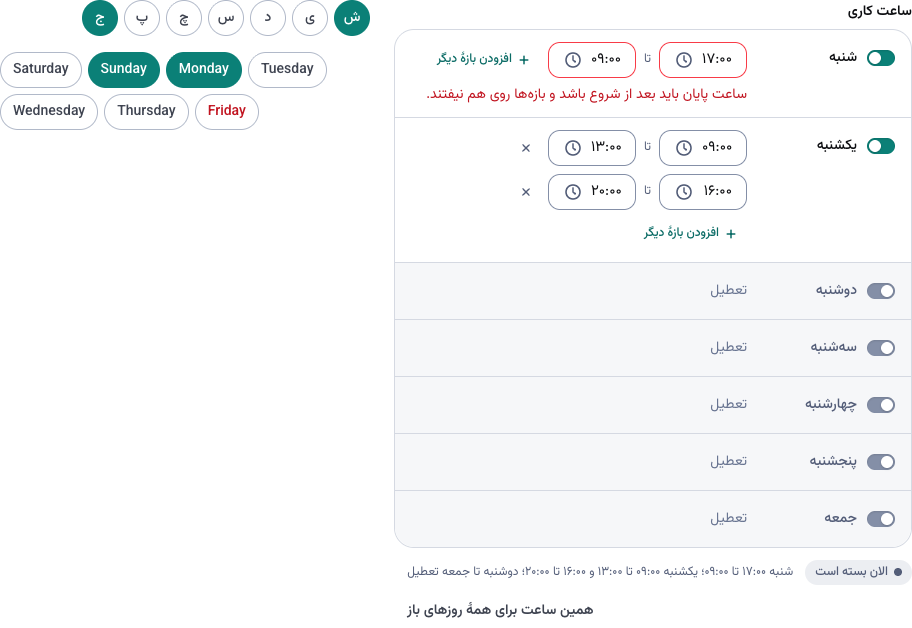 ساعت کاری
شنبه
۱۷:۰۰ تا ۰۹:۰۰ + افزودن بازهٔ دیگر
ساعت پایان باید بعد از شروع باشد و بازه‌ها روی هم نیفتند.
یکشنبه
۰۹:۰۰ تا ۱۳:۰۰ ×
۱۶:۰۰ تا ۲۰:۰۰ ×
+ افزودن بازهٔ دیگر
دوشنبه تعطیل
سه‌شنبه تعطیل
چهارشنبه تعطیل
پنجشنبه تعطیل
جمعه تعطیل
الان بسته است شنبه ۱۷:۰۰ تا ۰۹:۰۰؛ یکشنبه ۰۹:۰۰ تا ۱۳:۰۰ و ۱۶:۰۰ تا ۲۰:۰۰؛ دوشنبه تا جمعه تعطیل
همین ساعت برای همهٔ روزهای باز
ش ی د س چ پ ج
Saturday Sunday Monday Tuesday
Wednesday Thursday Friday